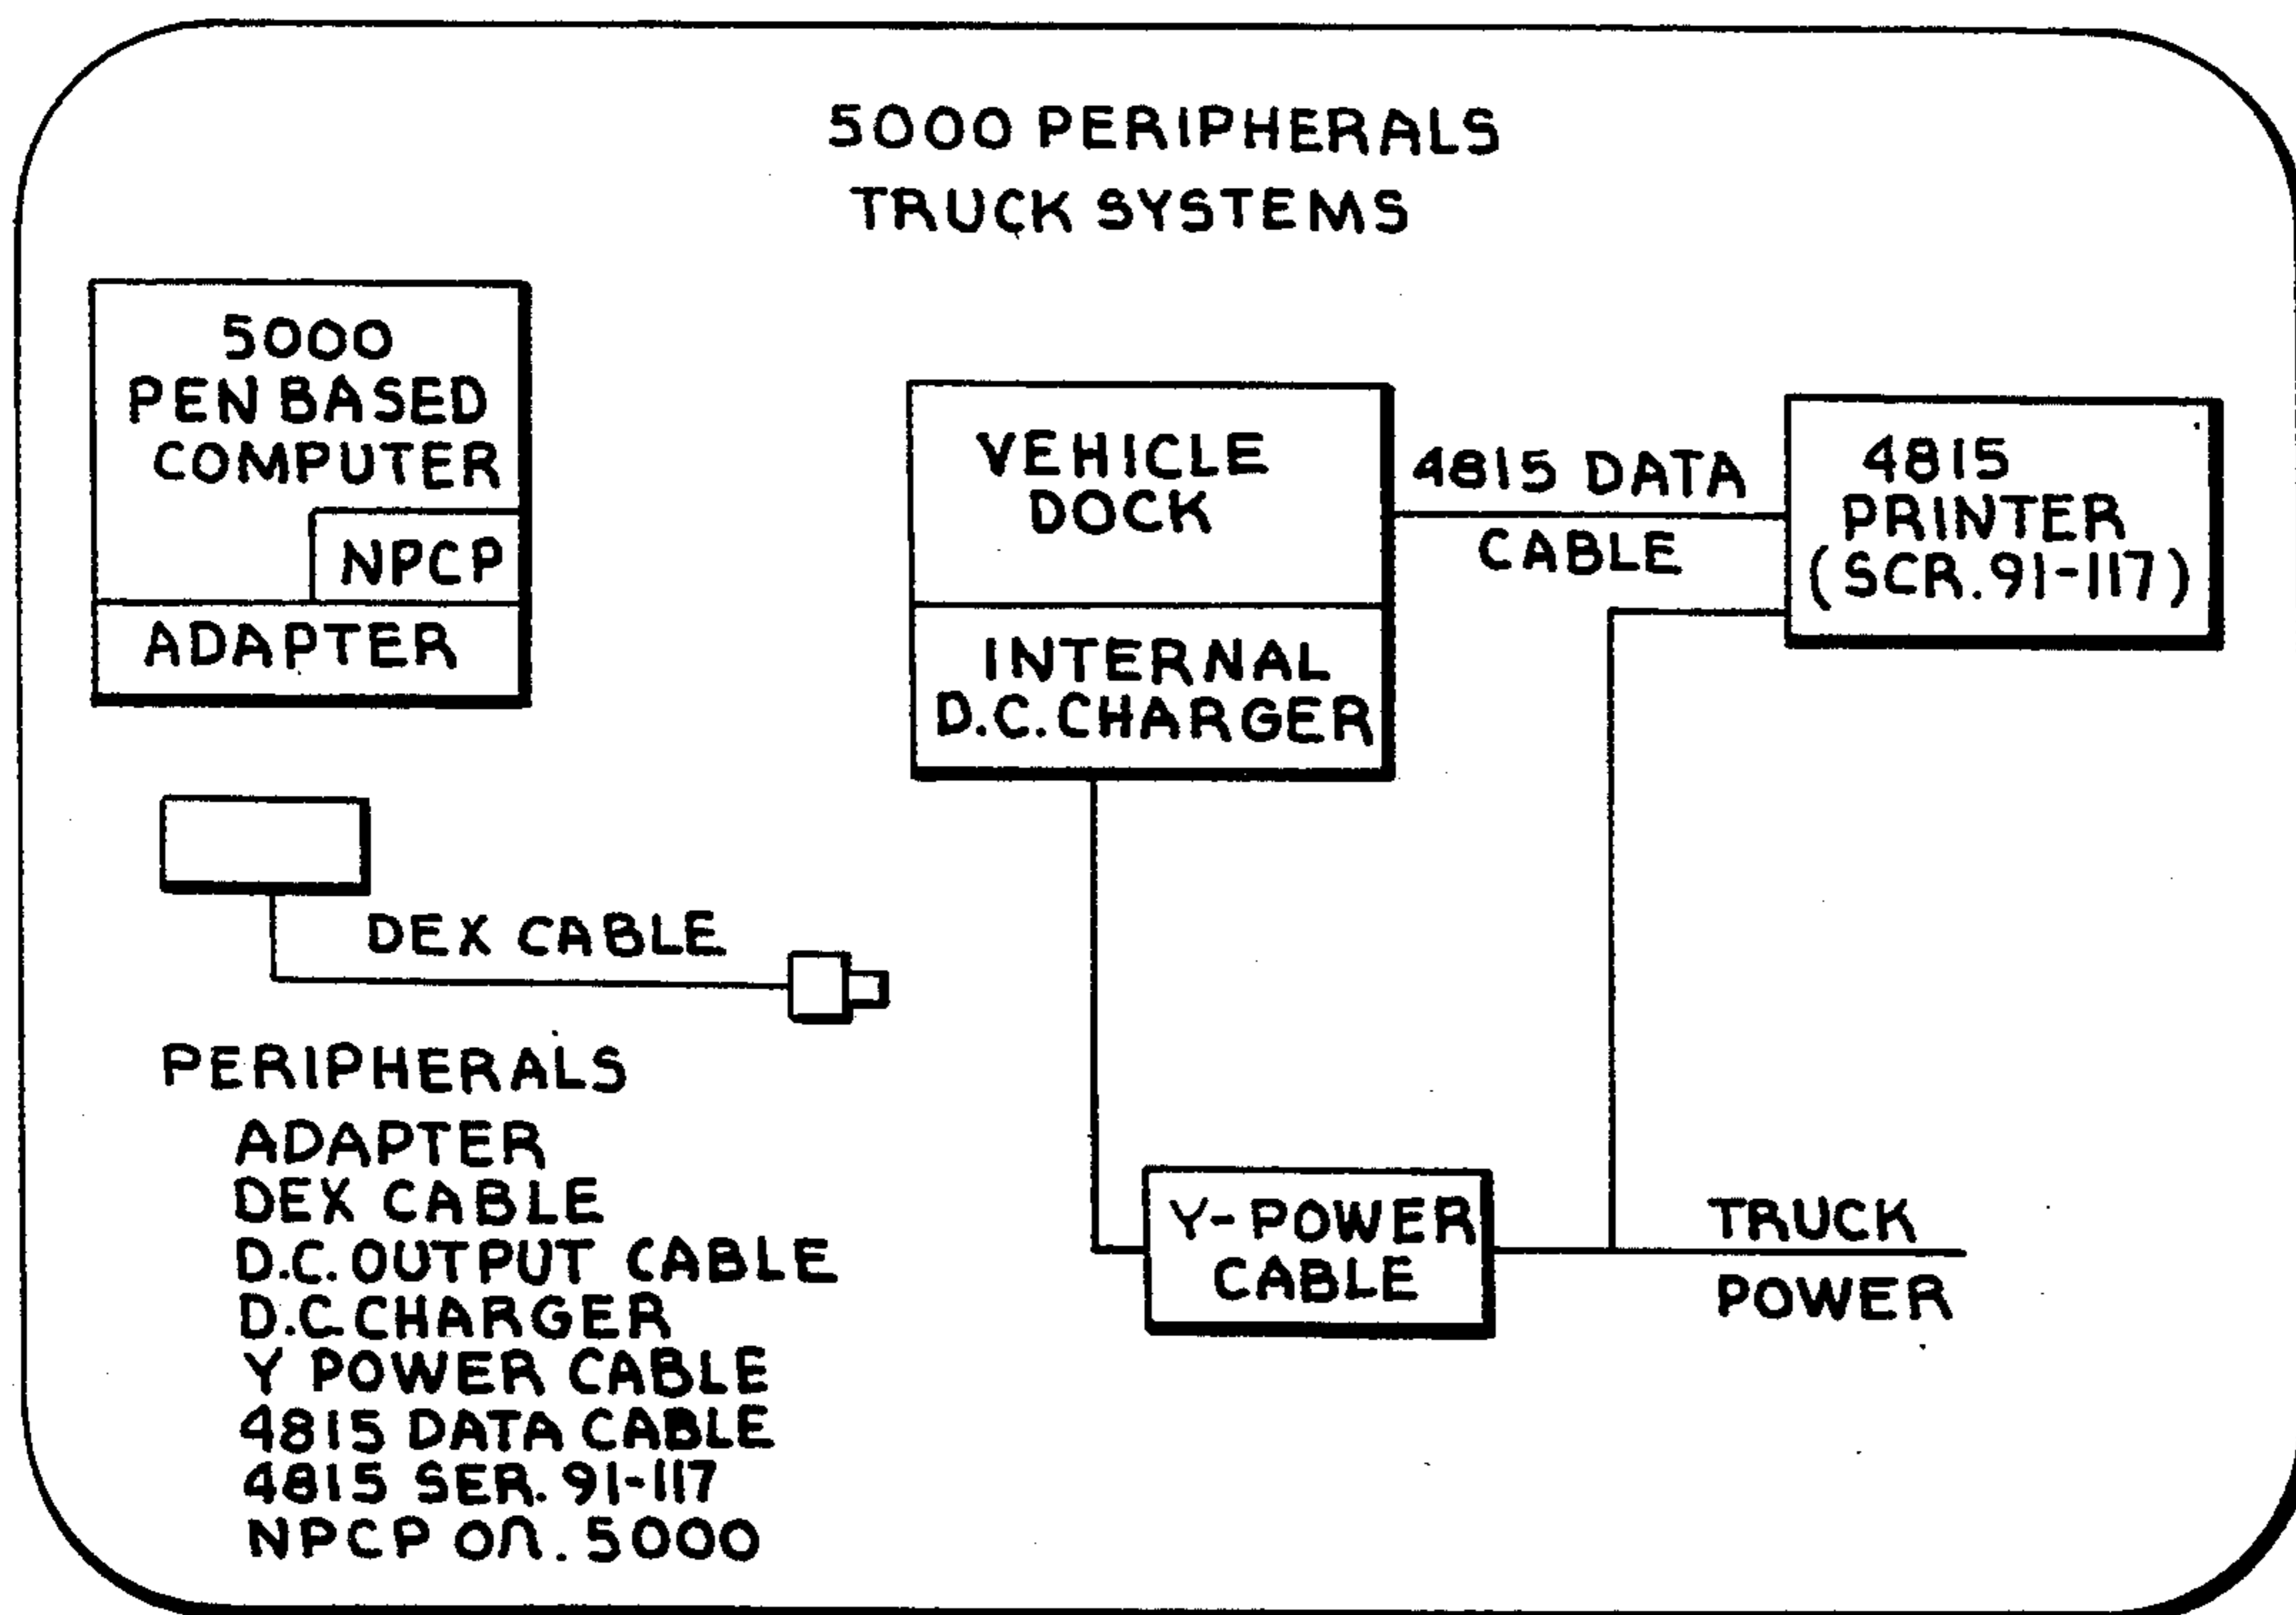 5000 PERIPHERALS
TRUCK SYSTEMS
5000
PEN BASED
COMPUTER
NPCP
ADAPTER
VEHICLE
DOCK
INTERNAL
D.C. CHARGER
4815 DATA
CABLE
4815
PRINTER
(SCR. 91-117)
DEX CABLE
Y-POWER
CABLE
TRUCK
POWER
PERIPHERALS
ADAPTER
DEX CABLE
D.C. OUTPUT CABLE
D.C. CHARGER
Y POWER CABLE
4815 DATA CABLE
4815 SER. 91-117
NPCP on. 5000